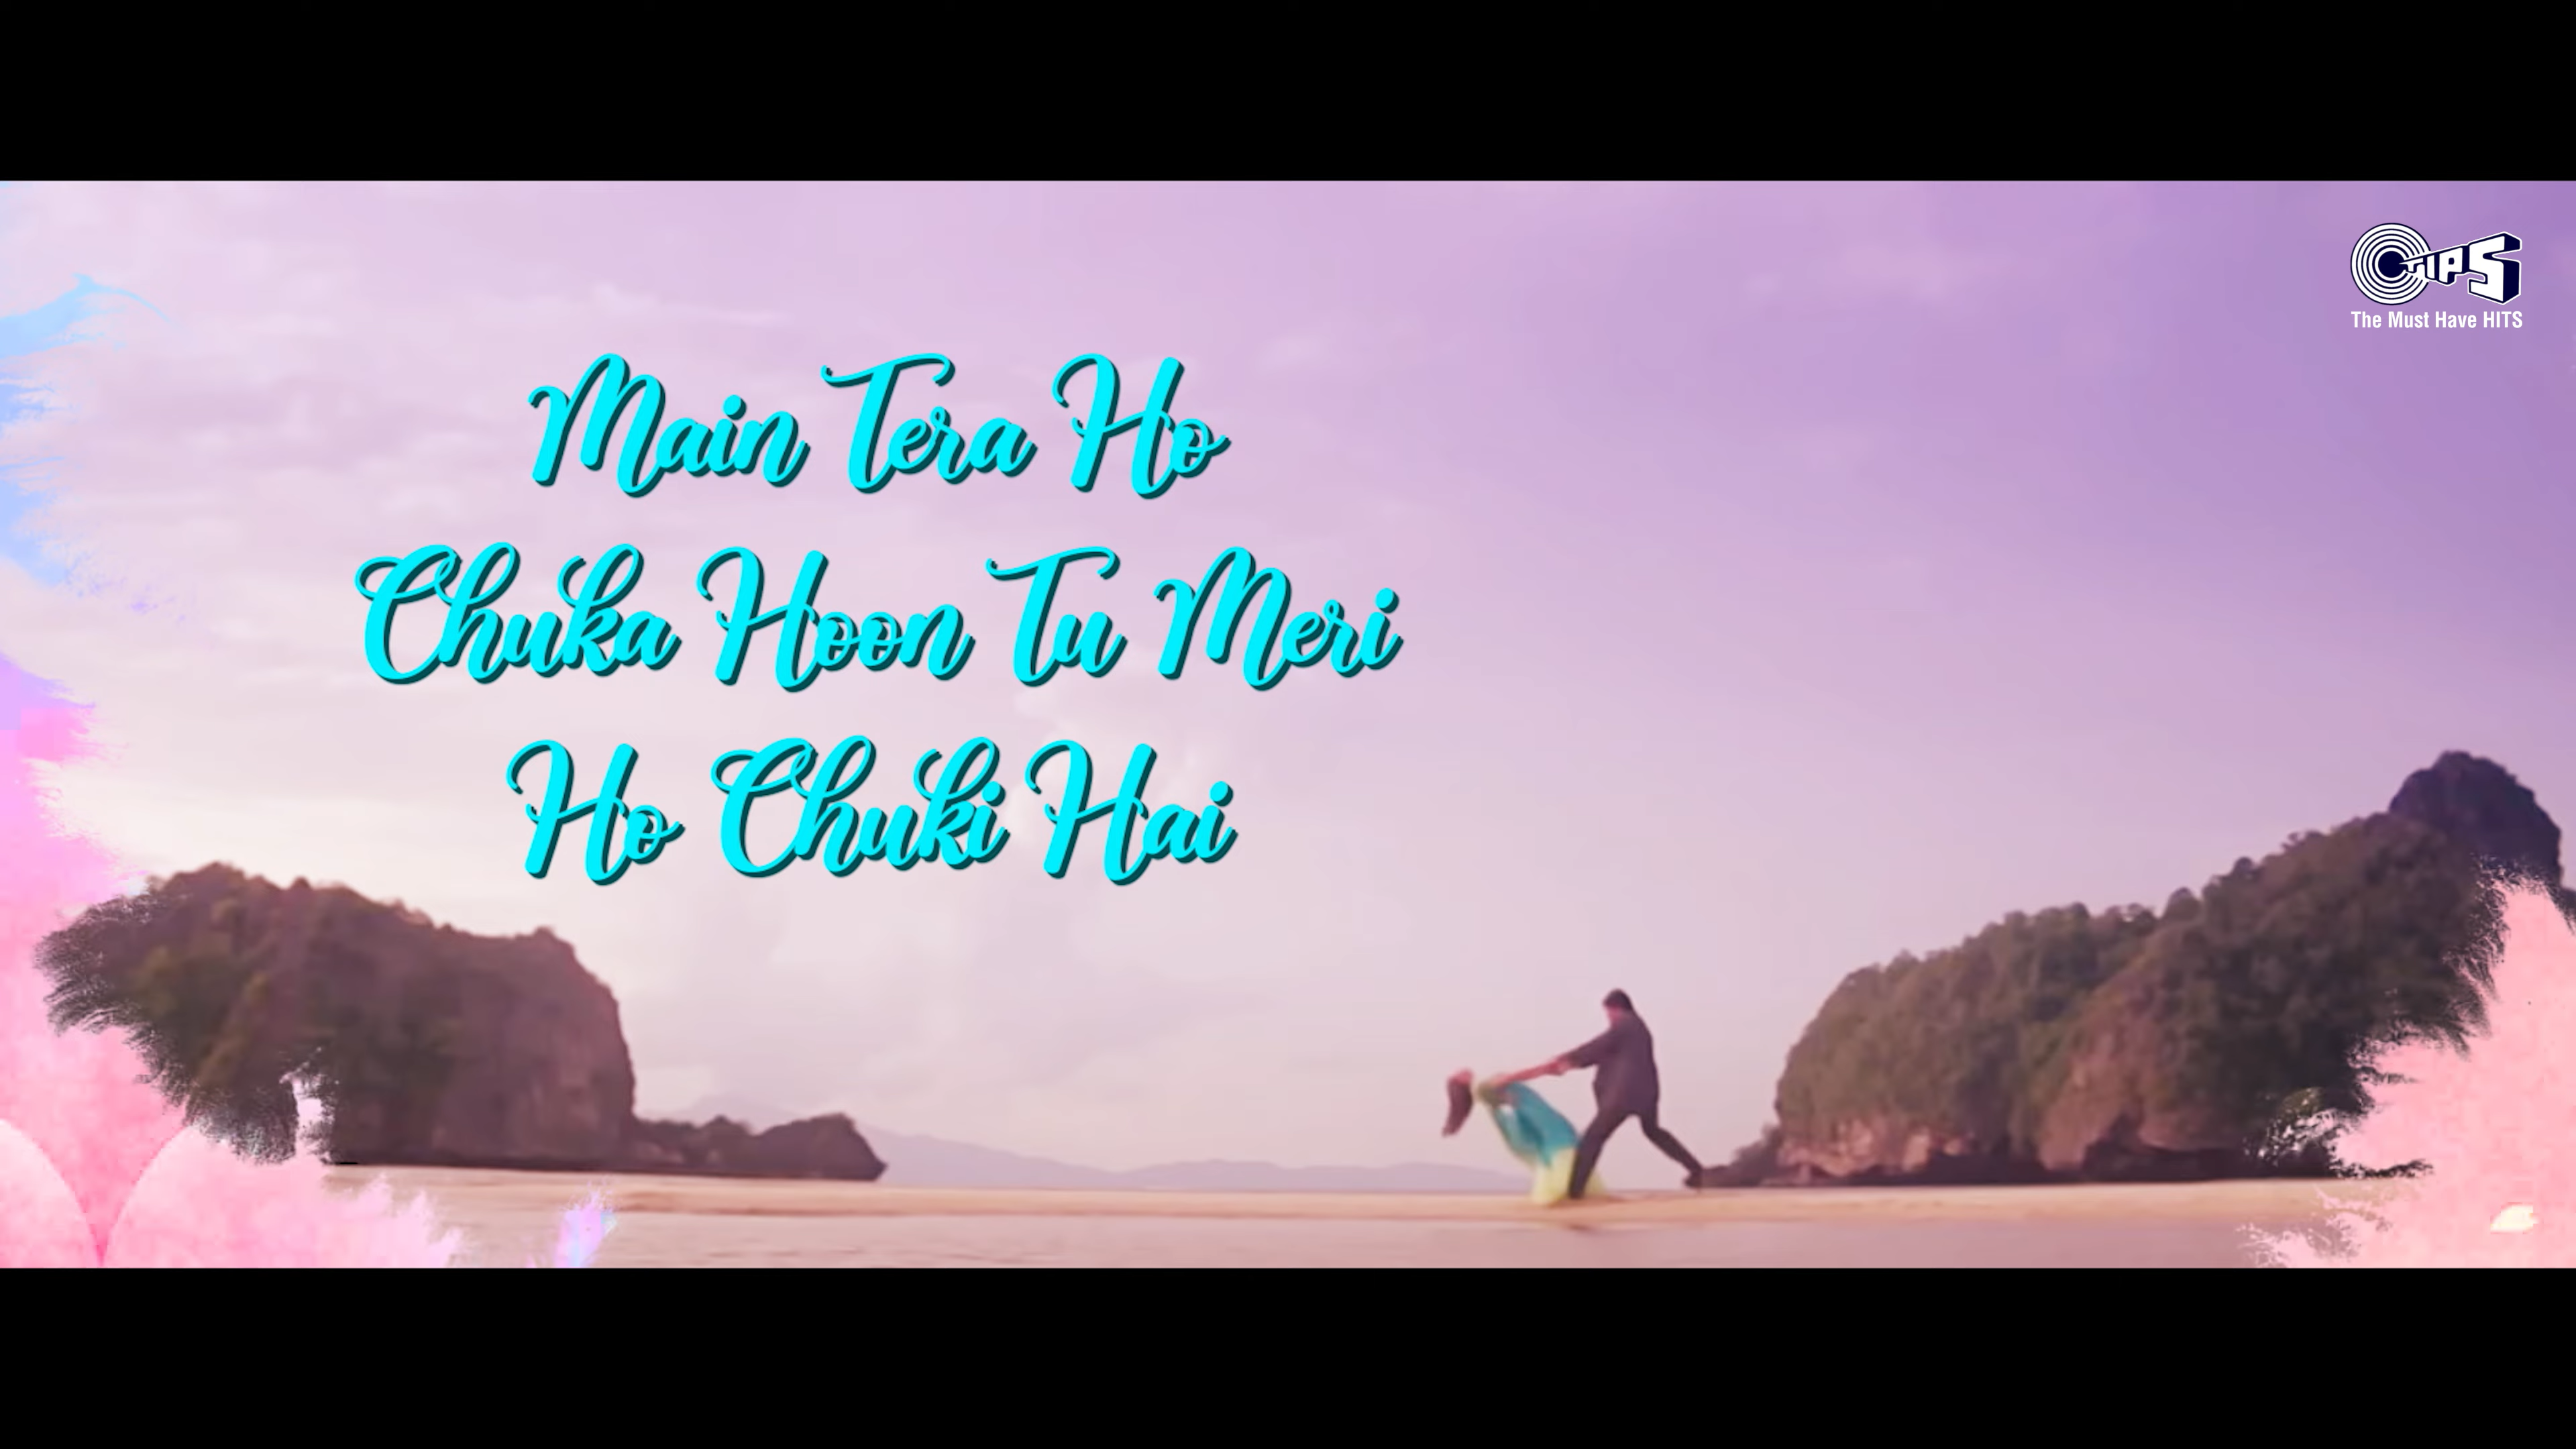 TIPS
The Must Have HITS
Main Tera Ho
Chuka Hoon Tu Meri
Ho Chuki Hai